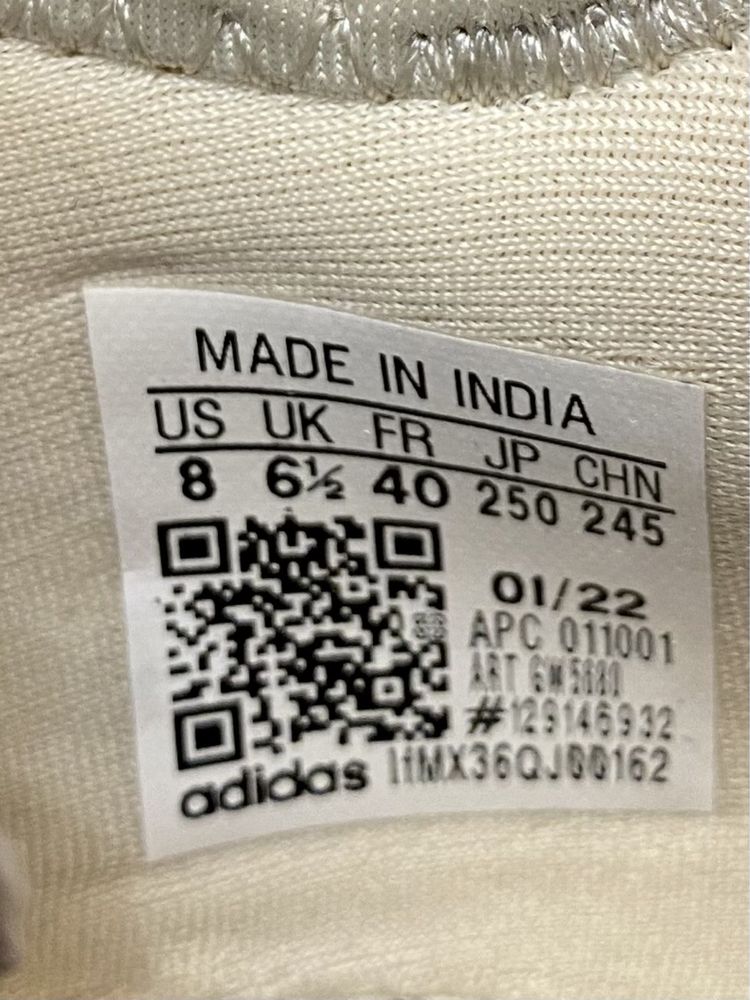 MADE IN INDIA
US UK FR JP CHN
8 6½ 40 250 245
01/22
APC 011001
ART
#129146932
adidas 1fMX36QJ00162